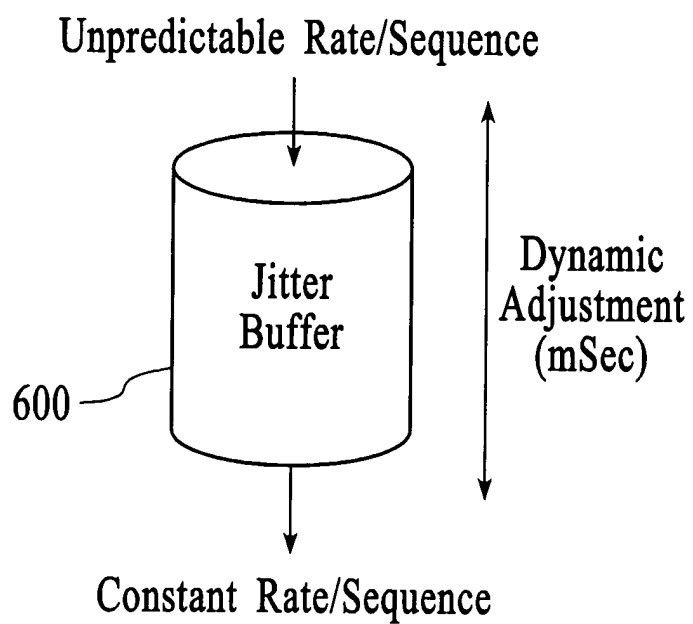 Unpredictable Rate/Sequence
Jitter
Buffer
Dynamic
Adjustment
(mSec)
600
Constant Rate/Sequence